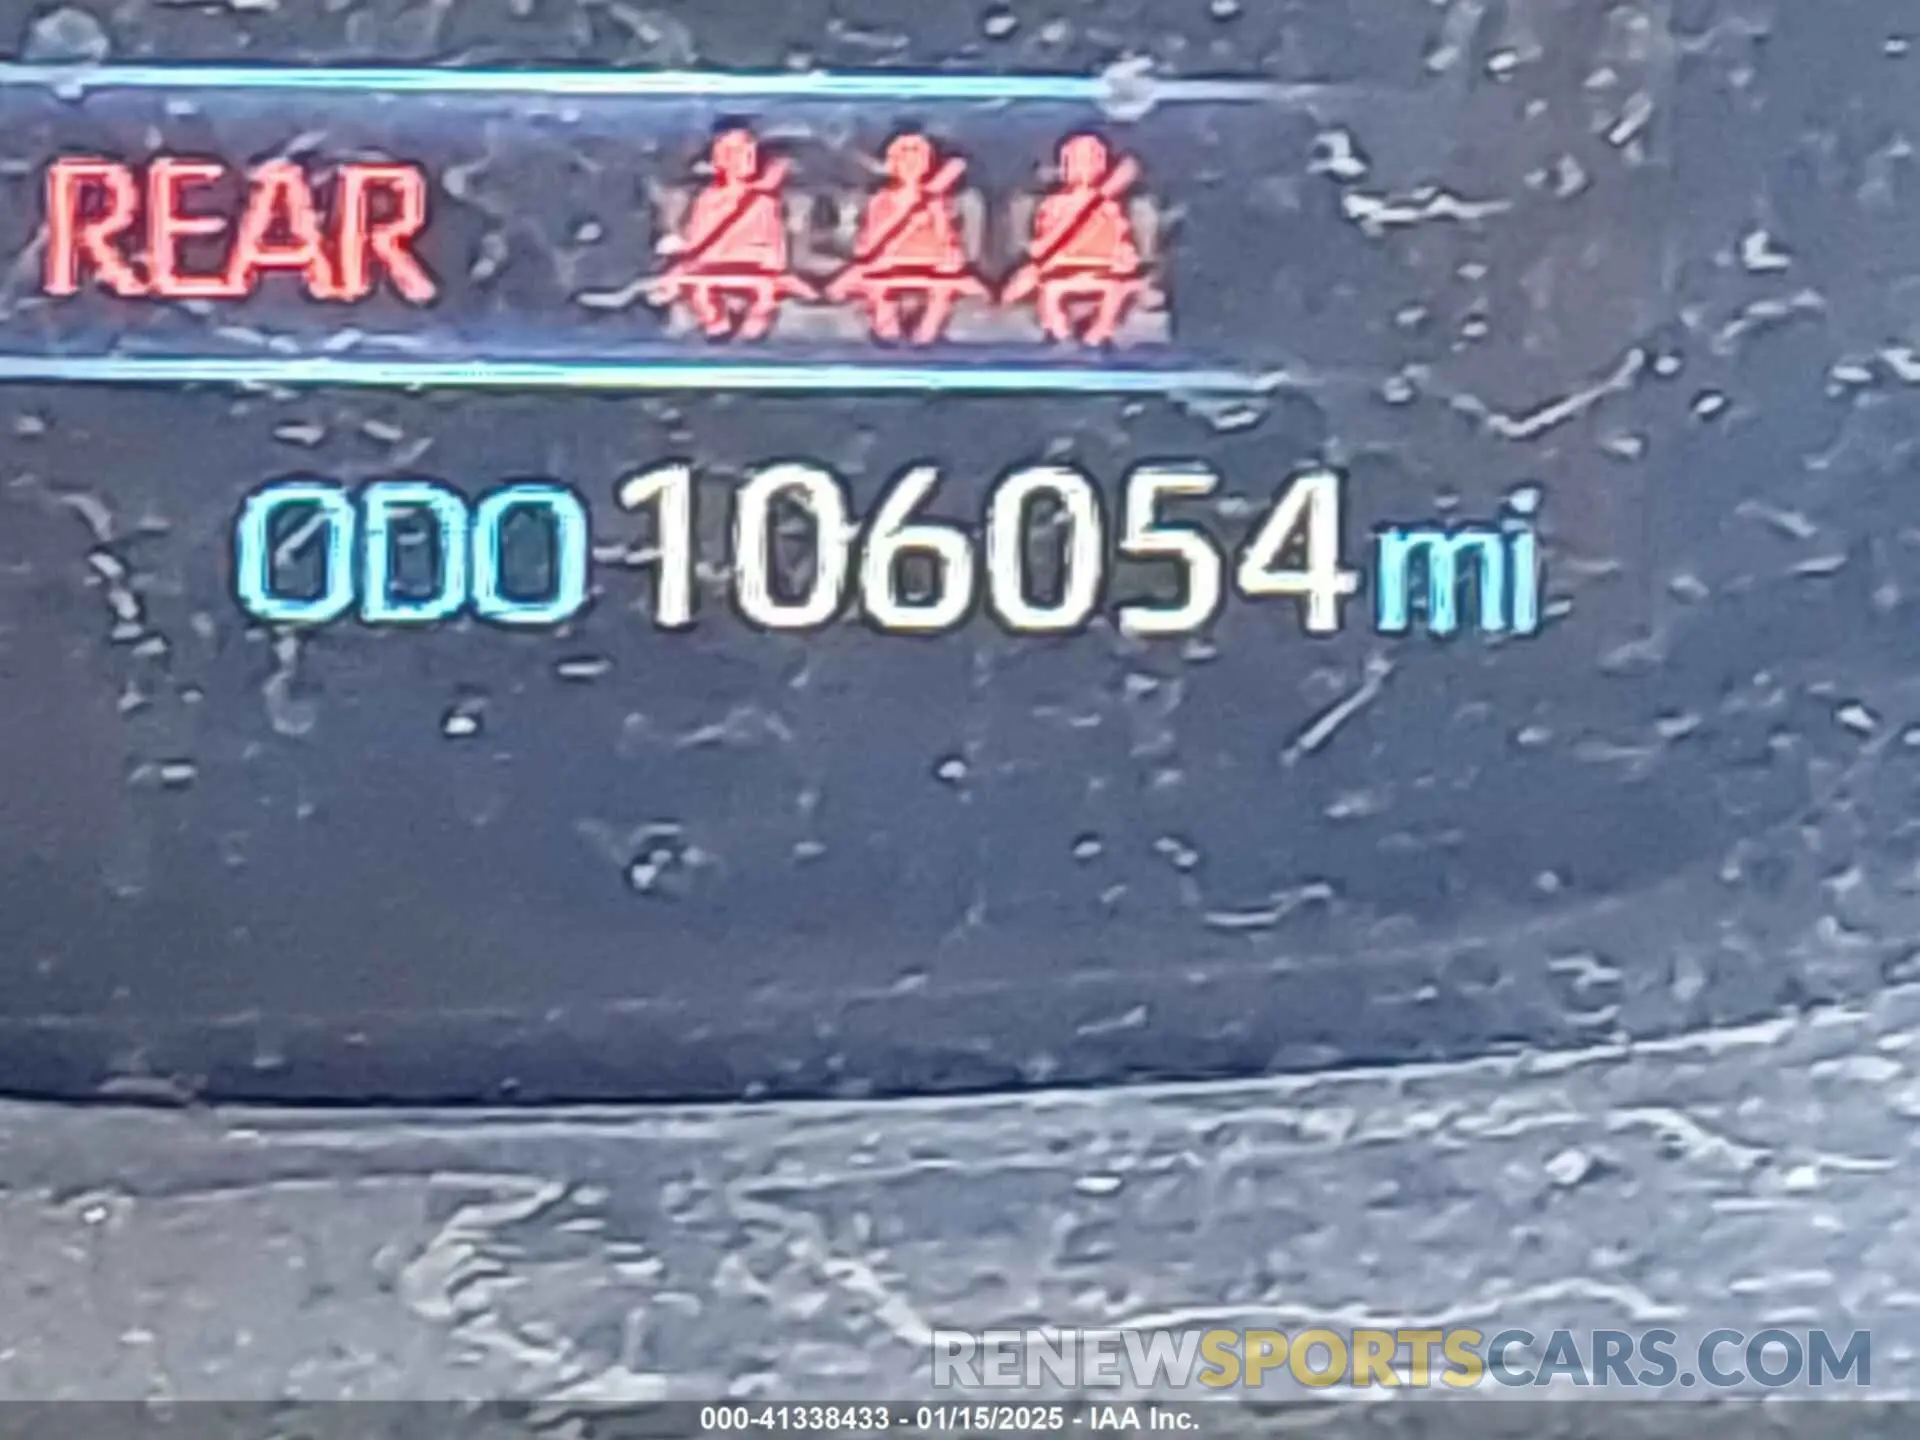 REAR
ODO 106054 mi
RENEWSPORTSCARS.COM
000-41338433 - 01/15/2025 - IAA Inc.